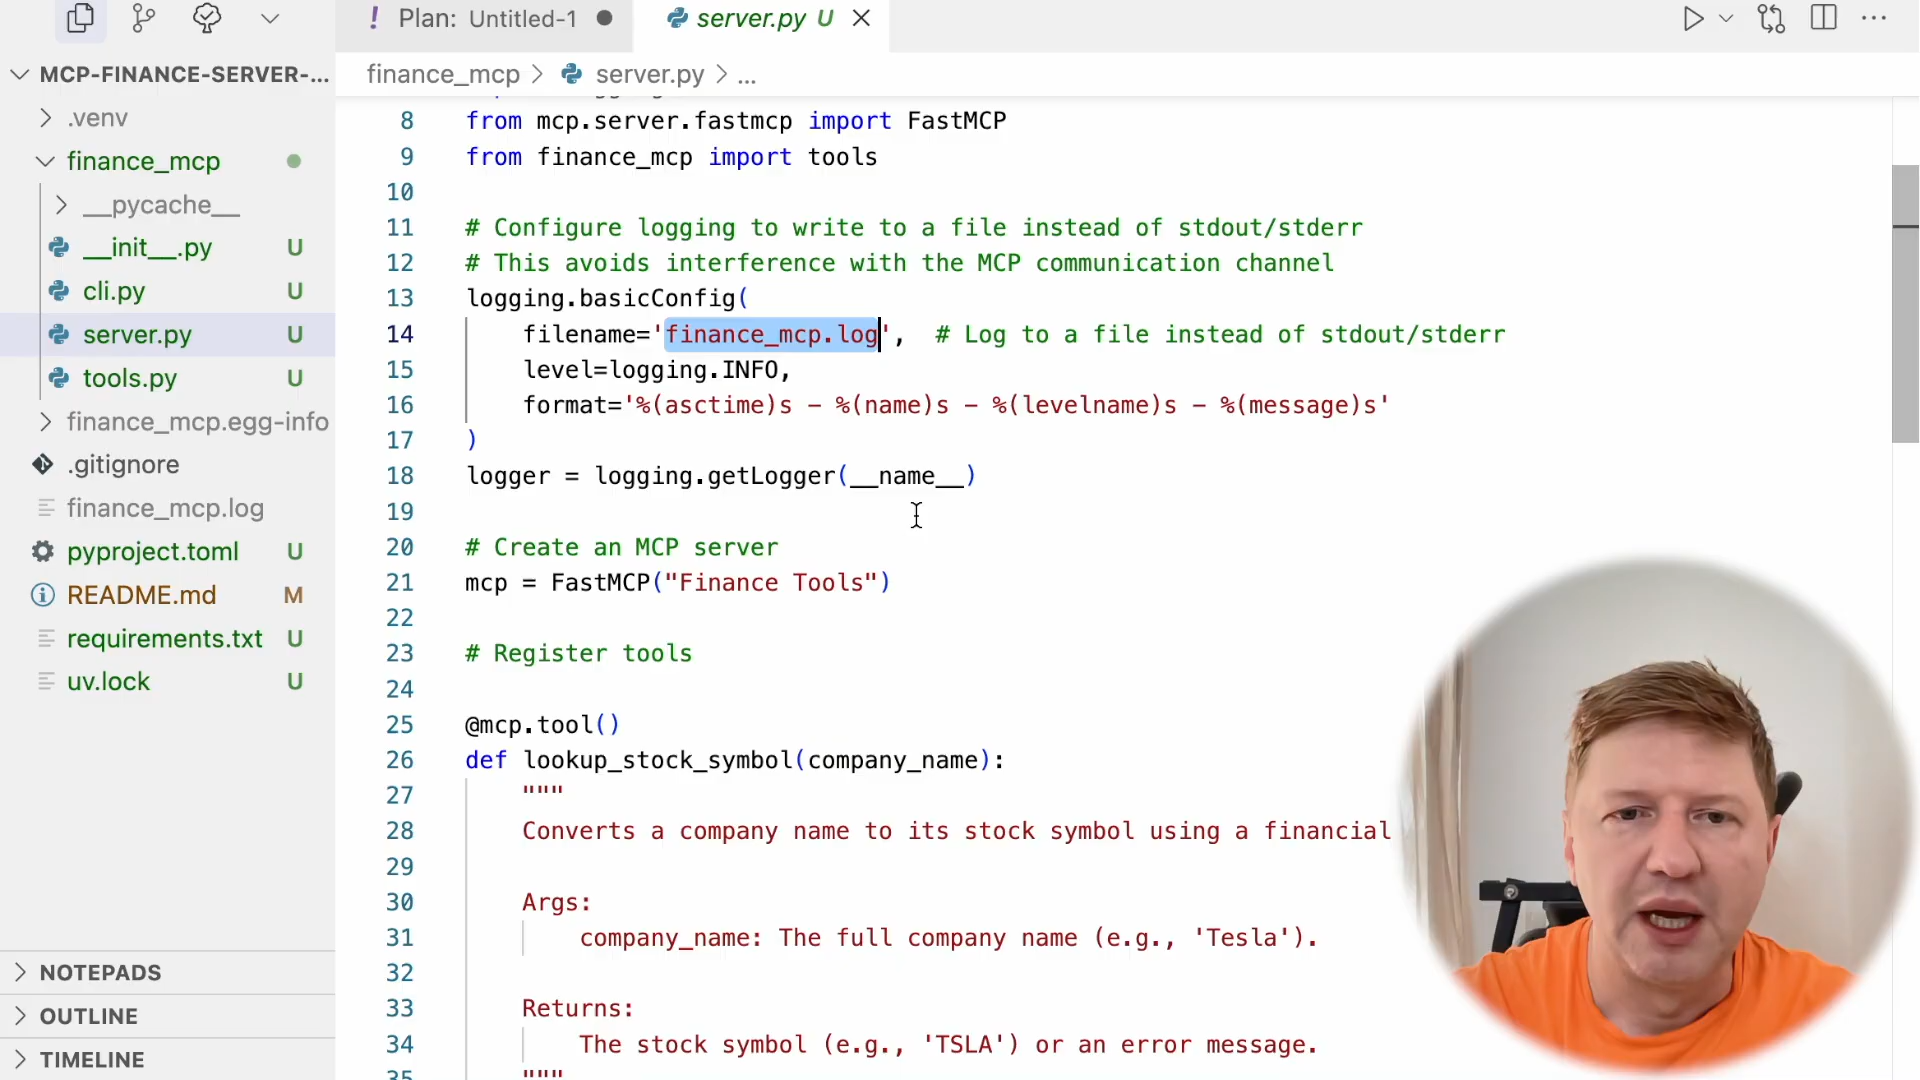 ! Plan: Untitled-1 ●
server.py U
MCP-FINANCE-SERVER-...
.venv
finance_mcp
__pycache__
__init__.py U
cli.py U
server.py U
tools.py U
finance_mcp.egg-info
.gitignore
finance_mcp.log
pyproject.toml U
README.md M
requirements.txt U
uv.lock U
NOTEPADS
OUTLINE
TIMELINE
finance_mcp > server.py > ...
8 from mcp.server.fastmcp import FastMCP
9 from finance_mcp import tools
10
11 # Configure logging to write to a file instead of stdout/stderr
12 # This avoids interference with the MCP communication channel
13 logging.basicConfig(
14 filename='finance_mcp.log', # Log to a file instead of stdout/stderr
15 level=logging.INFO,
16 format='%(asctime)s - %(name)s - %(levelname)s - %(message)s'
17 )
18 logger = logging.getLogger(__name__)
19
20 # Create an MCP server
21 mcp = FastMCP("Finance Tools")
22
23 # Register tools
24
25 @mcp.tool()
26 def lookup_stock_symbol(company_name):
27 """
28 Converts a company name to its stock symbol using a financial
29
30 Args:
31 company_name: The full company name (e.g., 'Tesla').
32
33 Returns:
34 The stock symbol (e.g., 'TSLA') or an error message.
35 """